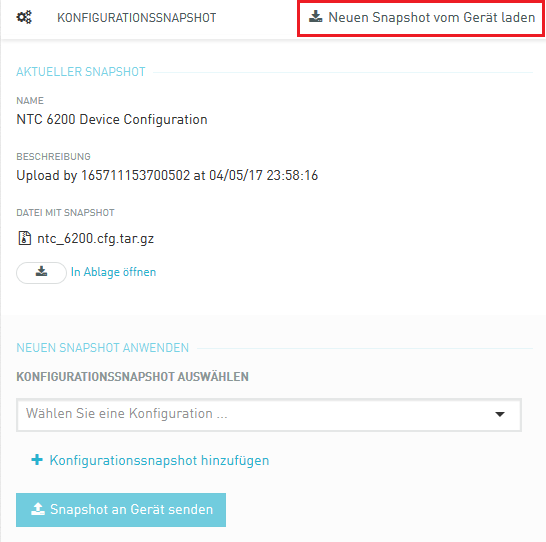 KONFIGURATIONSSNAPSHOT
Neuen Snapshot vom Gerät laden
AKTUELLER SNAPSHOT
NAME
NTC 6200 Device Configuration
BESCHREIBUNG
Upload by 165711153700502 at 04/05/17 23:58:16
DATEI MIT SNAPSHOT
ntc_6200.cfg.tar.gz
In Ablage öffnen
NEUEN SNAPSHOT ANWENDEN
KONFIGURATIONSSNAPSHOT AUSWÄHLEN
Wählen Sie eine Konfiguration ...
Konfigurationssnapshot hinzufügen
Snapshot an Gerät senden